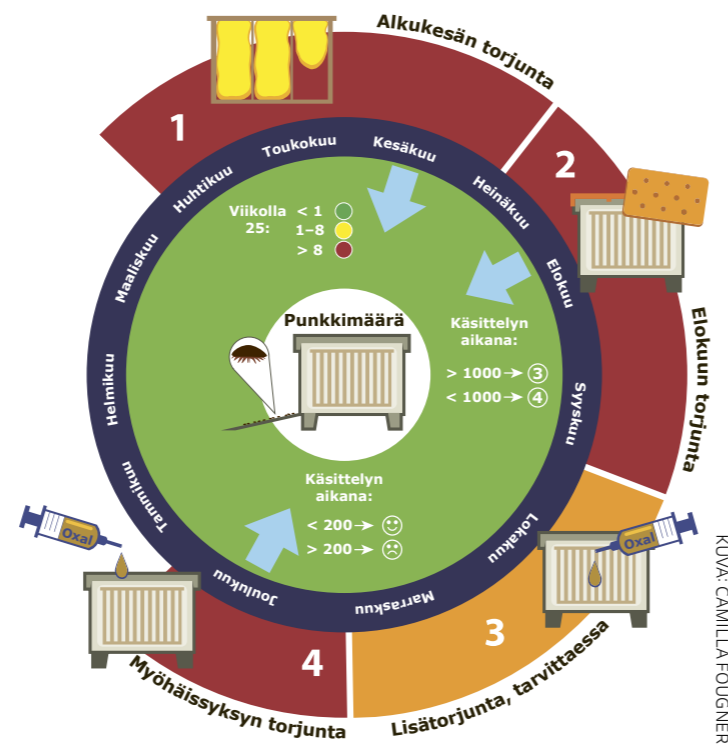 Alkukesän torjunta
1
2
Toukokuu
Kesäkuu
Huhtikuu
Heinäkuu
Maaliskuu
Elokuu
Helmikuu
Syyskuu
Tammikuu
Lokakuu
Joulukuu
Marraskuu
Viikolla
25:
< 1
1–8
> 8
Punkkimäärä
Käsittelyn
aikana:
> 1000 → 3
< 1000 → 4
Käsittelyn
aikana:
< 200 → ☺
> 200 → ☹
Elokuun torjunta
Oxal
Oxal
3
4
Myöhäissyksyn torjunta
Lisätorjunta, tarvittaessa
KUVA: CAMILLA FOUGNER